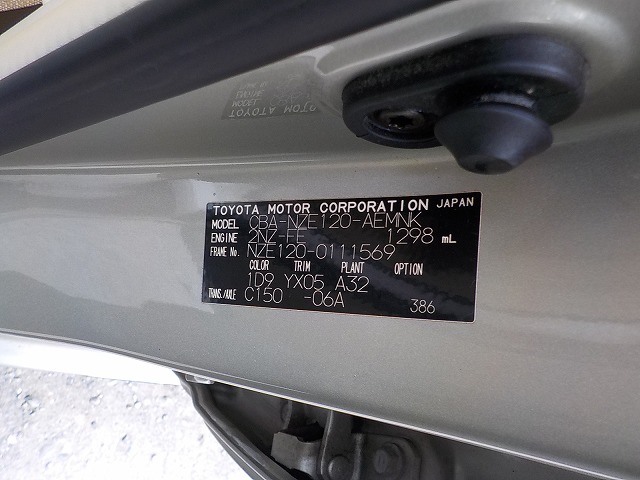 TOYOTA MOTOR CORPORATION JAPAN
MODEL CBA-NZE120-AEMNK
ENGINE 2NZ-FE 1298 mL
FRAME No. NZE120-0111569
COLOR TRIM PLANT OPTION
1D9 YX05 A32
TRANS./AXLE C150 -06A 386